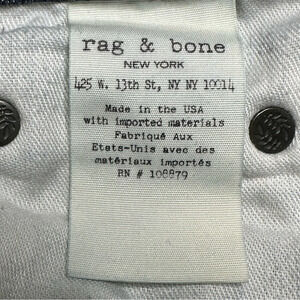 rag & bone
NEW YORK
425 W. 13th St, NY NY 10014
Made in the USA
with imported materials
Fabriqué Aux
Etats-Unis avec des
matériaux importés
RN # 108879